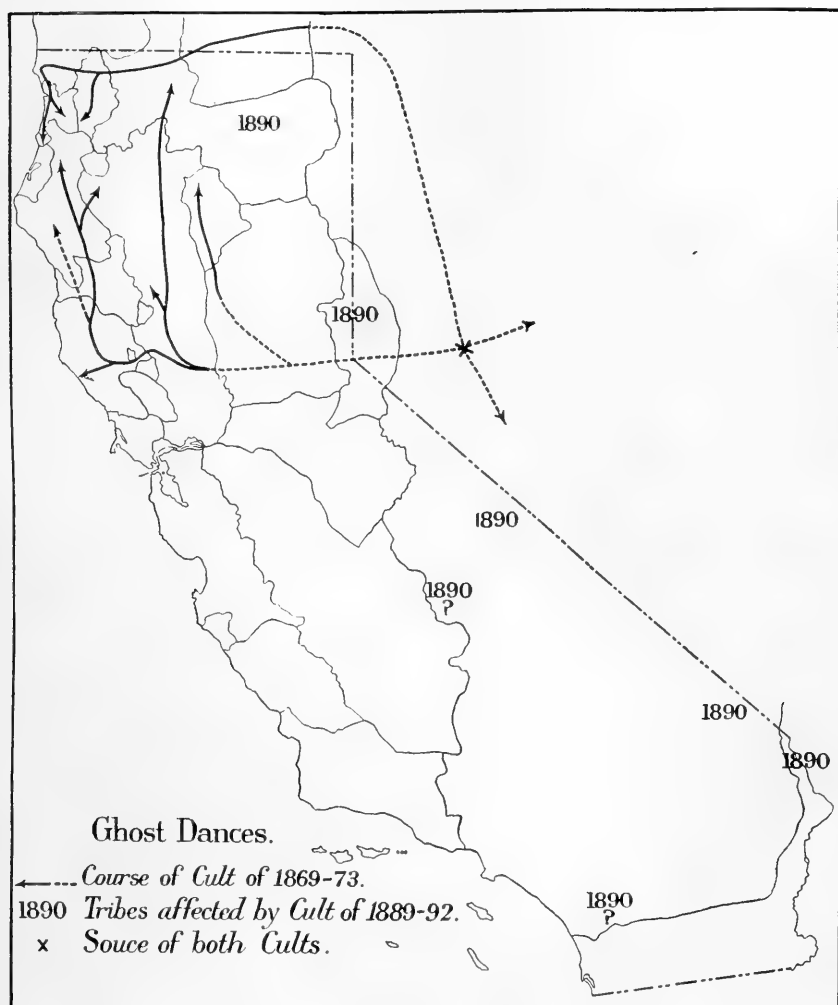 1890
1890
1890
1890
?
1890
1890
1890
?
Ghost Dances.
Course of Cult of 1869-73.
1890 Tribes affected by Cult of 1889-92.
x Souce of both Cults.